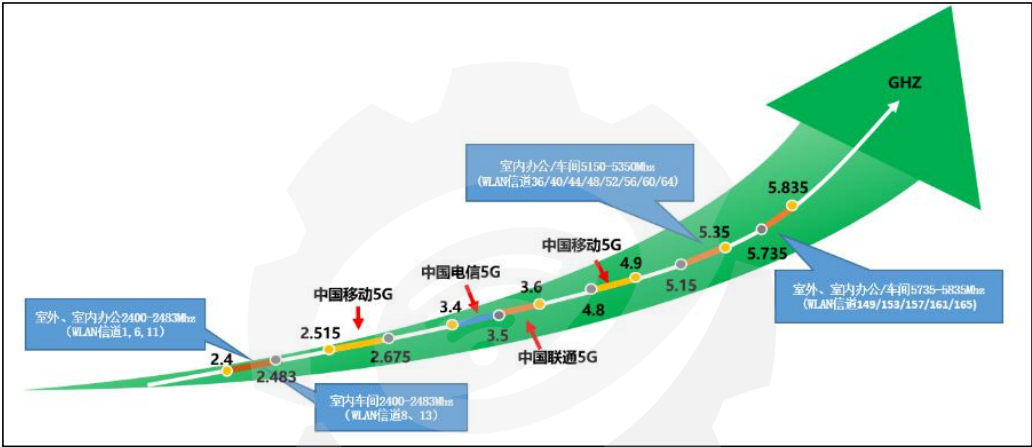 GHZ
室内办公/车间5150-5350Mhz
(WLAN信道36/40/44/48/52/56/60/64)
5.835
5.35
5.735
中国移动5G
4.9
5.15
室外、室内办公/车间5735-5835Mhz
(WLAN信道149/153/157/161/165)
中国电信5G
3.6
4.8
中国移动5G
3.4
3.5
室外、室内办公2400-2483Mhz
(WLAN信道1,6,11)
2.515
2.675
中国联通5G
2.4
2.483
室内车间2400-2483Mhz
(WLAN信道8、13)